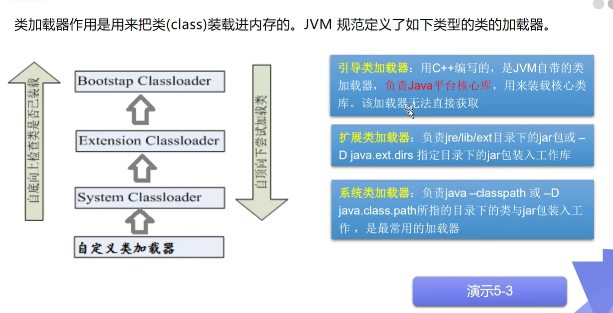 类加载器作用是用来把类(class)装载进内存的。JVM 规范定义了如下类型的类的加载器。
自底向上检查类是否已装载
Bootstap Classloader
Extension Classloader
System Classloader
自定义类加载器
自顶向下尝试加载类
引导类加载器：用C++编写的，是JVM自带的类
加载器，负责Java平台核心库，用来装载核心类
库。该加载器无法直接获取
扩展类加载器：负责jre/lib/ext目录下的jar包或 –
D java.ext.dirs 指定目录下的jar包装入工作库
系统类加载器：负责java –classpath 或 –D
java.class.path所指的目录下的类与jar包装入工
作 ，是最常用的加载器
演示5-3